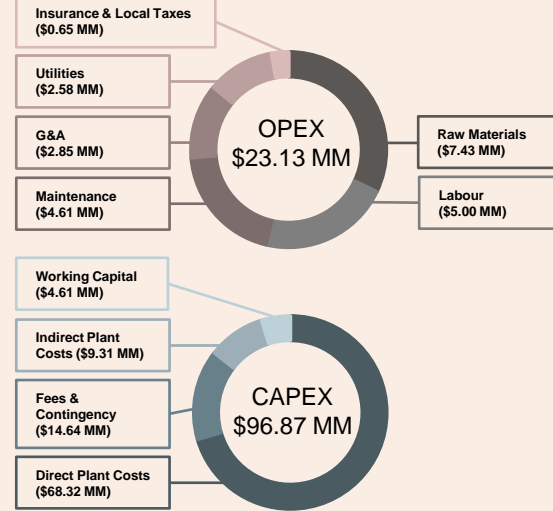 Insurance & Local Taxes
($0.65 MM)
Utilities
($2.58 MM)
G&A
($2.85 MM)
Maintenance
($4.61 MM)
OPEX
$23.13 MM
Raw Materials
($7.43 MM)
Labour
($5.00 MM)
Working Capital
($4.61 MM)
Indirect Plant
Costs ($9.31 MM)
Fees &
Contingency
($14.64 MM)
Direct Plant Costs
($68.32 MM)
CAPEX
$96.87 MM